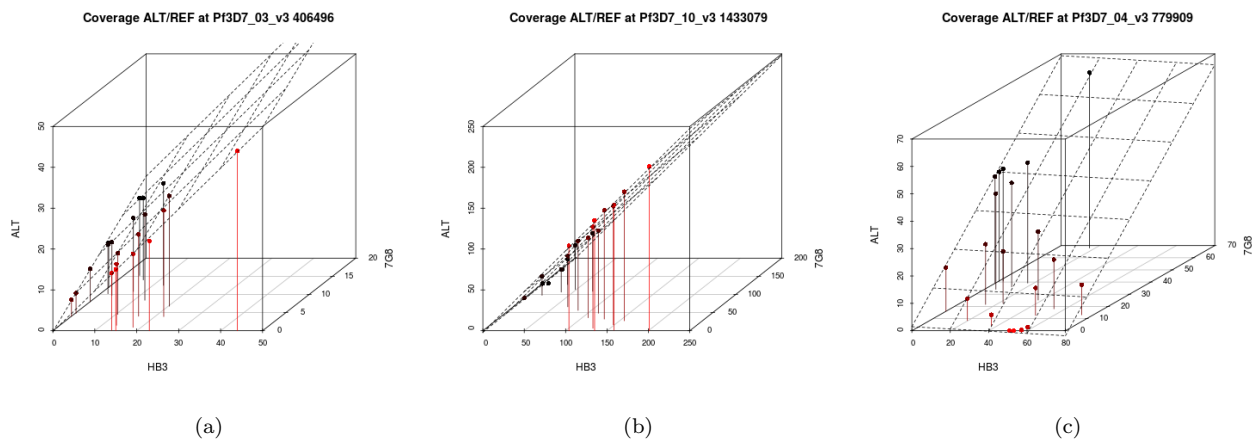 Coverage ALT/REF at Pf3D7_03_v3 406496
Coverage ALT/REF at Pf3D7_10_v3 1433079
Coverage ALT/REF at Pf3D7_04_v3 779909
ALT
50
40
30
20
10
0
0 10 20 30 40 50
HB3
0
5
10
15
20
7G8
ALT
250
200
150
100
50
0
0 50 100 150 200 250
HB3
0
50
100
150
200
7G8
ALT
70
60
50
40
30
20
10
0
0 20 40 60 80
HB3
0
10
20
30
40
50
60
70
7G8
(a)
(b)
(c)